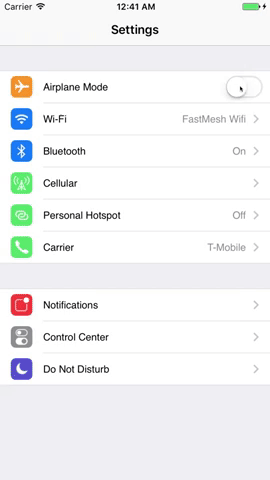 Carrier 12:41 AM
Settings
Airplane Mode
Wi-Fi FastMesh Wifi
Bluetooth On
Cellular
Personal Hotspot Off
Carrier T-Mobile
Notifications
Control Center
Do Not Disturb